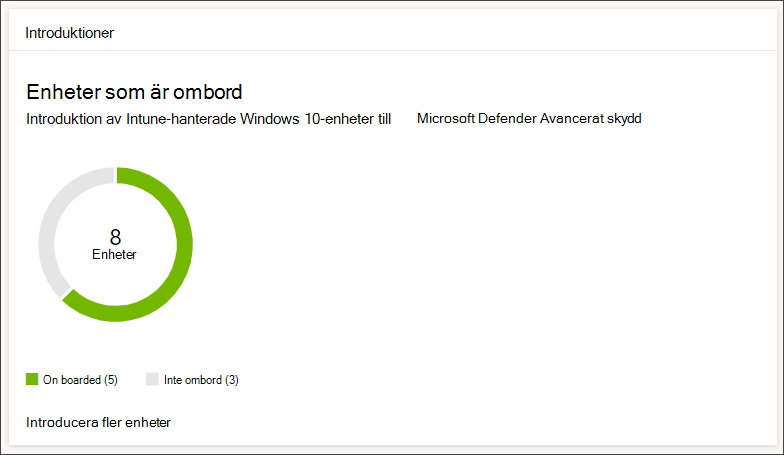 Introduktioner
Enheter som är ombord
Introduktion av Intune-hanterade Windows 10-enheter till Microsoft Defender Avancerat skydd
8
Enheter
On boarded (5) Inte ombord (3)
Introducera fler enheter